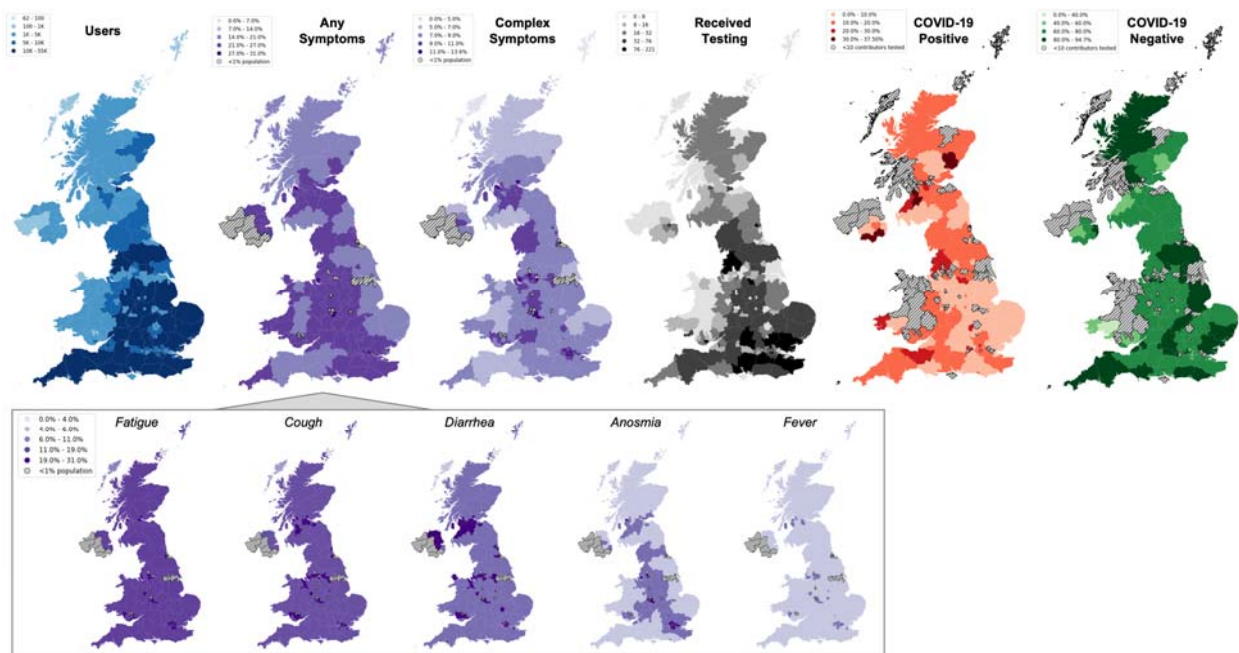 Users
62 - 100
100 - 1K
1K - 5K
5K - 10K
10K - 55K
Any
Symptoms
0.0% - 7.0%
7.0% - 14.0%
14.0% - 21.0%
21.0% - 27.0%
27.0% - 31.0%
<1% population
Complex
Symptoms
0.0% - 5.0%
5.0% - 7.0%
7.0% - 9.0%
9.0% - 11.0%
11.0% - 13.6%
<1% population
Received
Testing
0 - 8
8 - 16
16 - 32
32 - 76
76 - 221
COVID-19
Positive
0.0% - 10.0%
10.0% - 20.0%
20.0% - 30.0%
30.0% - 37.50%
<10 contributors tested
COVID-19
Negative
0.0% - 40.0%
40.0% - 60.0%
60.0% - 80.0%
80.0% - 94.7%
<10 contributors tested
0.0% - 4.0%
4.0% - 6.0%
6.0% - 11.0%
11.0% - 19.0%
19.0% - 31.0%
<1% population
Fatigue
Cough
Diarrhea
Anosmia
Fever